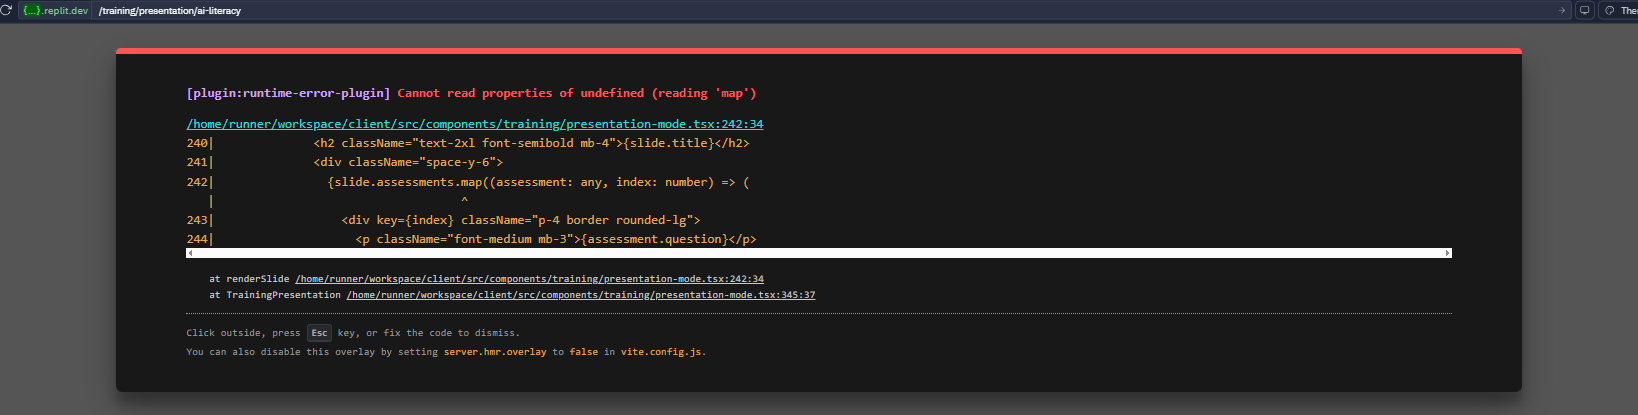 {...}.replit.dev /training/presentation/ai-literacy
[plugin:runtime-error-plugin] Cannot read properties of undefined (reading 'map')
/home/runner/workspace/client/src/components/training/presentation-mode.tsx:242:34
240|              <h2 className="text-2xl font-semibold mb-4">{slide.title}</h2>
241|              <div className="space-y-6">
242|                {slide.assessments.map((assessment: any, index: number) => (
   |                                   ^
243|                  <div key={index} className="p-4 border rounded-lg">
244|                    <p className="font-medium mb-3">{assessment.question}</p>
at renderSlide /home/runner/workspace/client/src/components/training/presentation-mode.tsx:242:34
at TrainingPresentation /home/runner/workspace/client/src/components/training/presentation-mode.tsx:345:37
Click outside, press Esc key, or fix the code to dismiss.
You can also disable this overlay by setting server.hmr.overlay to false in vite.config.js.